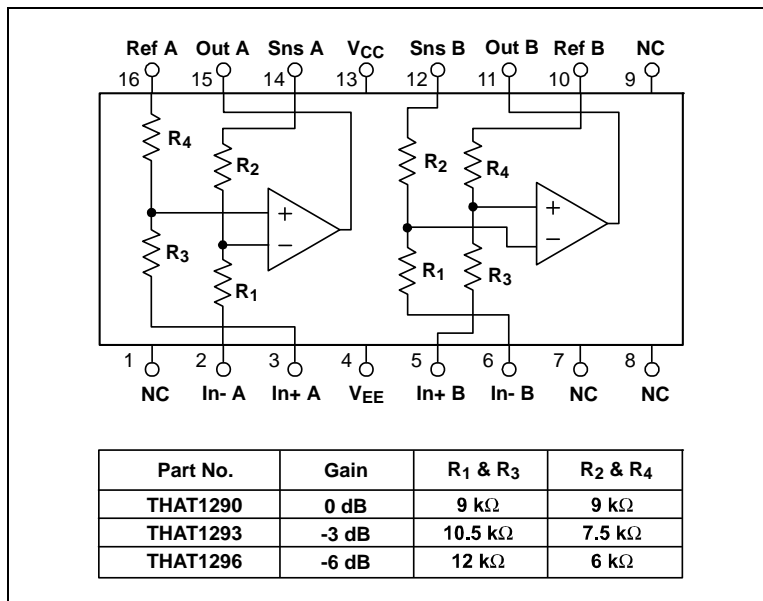 Ref A Out A Sns A VCC Sns B Out B Ref B NC
16 15 14 13 12 11 10 9
R4 R2 R2 R4
+ − + −
R3 R1 R1 R3
1 2 3 4 5 6 7 8
NC In- A In+ A VEE In+ B In- B NC NC
Part No. Gain R1 & R3 R2 & R4
THAT1290 0 dB 9 kΩ 9 kΩ
THAT1293 -3 dB 10.5 kΩ 7.5 kΩ
THAT1296 -6 dB 12 kΩ 6 kΩ